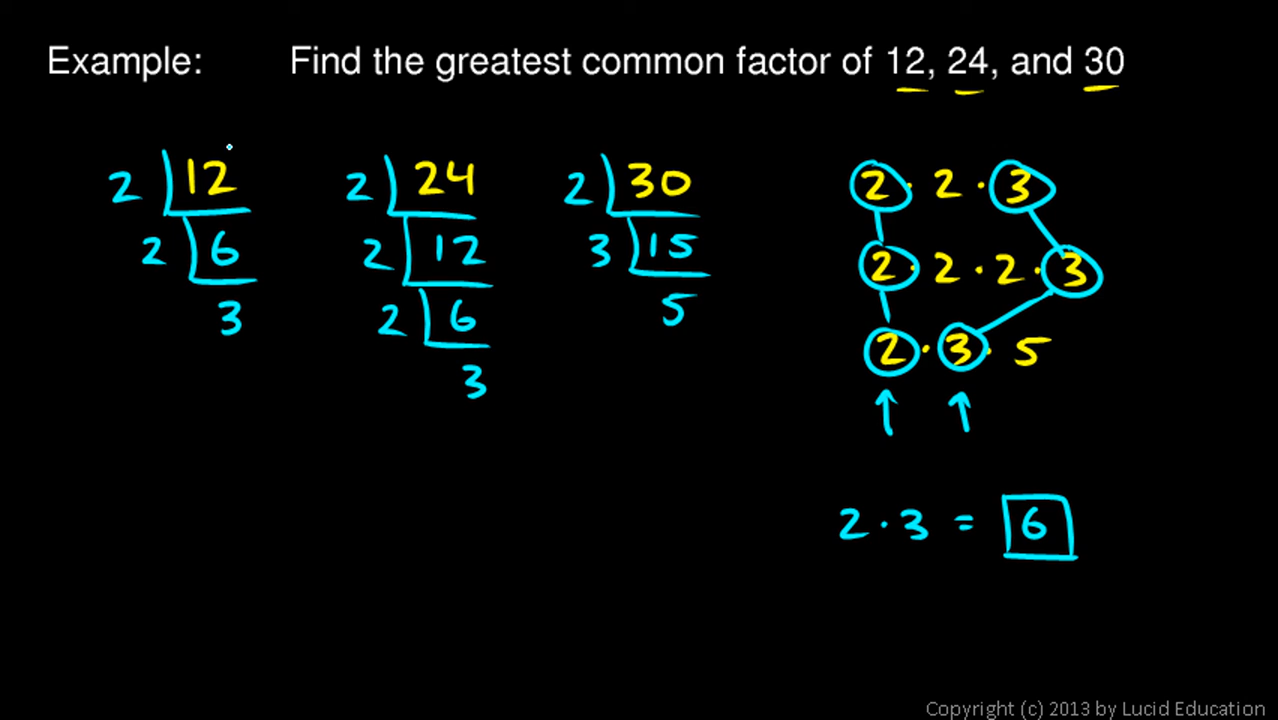 Example: Find the greatest common factor of 12, 24, and 30
2 12
2 6
3
2 24
2 12
2 6
3
2 30
3 15
5
2 · 2 · 3
2 · 2 · 2 · 3
2 · 3 · 5
↑ ↑
2 · 3 = 6
Copyright (c) 2013 by Lucid Education